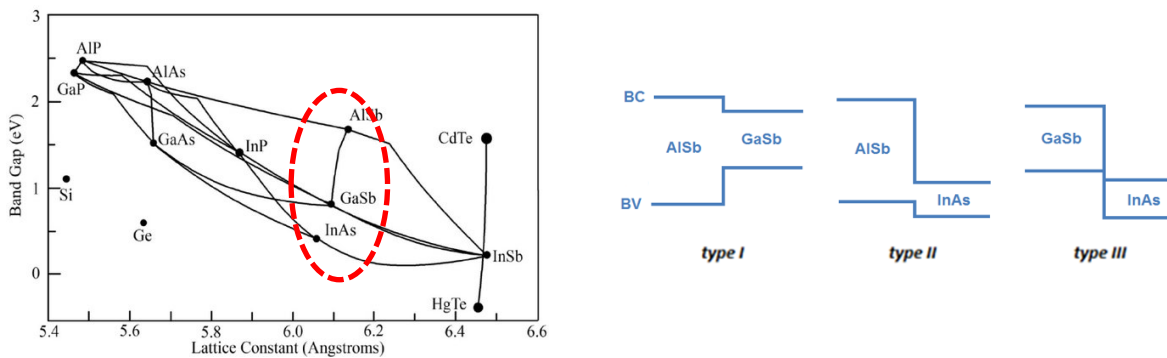 3
2
1
0
Band Gap (eV)
AlP
GaP
AlAs
GaAs
InP
AlSb
CdTe
Si
Ge
GaSb
InAs
InSb
HgTe
5.4 5.6 5.8 6.0 6.2 6.4 6.6
Lattice Constant (Angstroms)
BC
AlSb
GaSb
BV
type I
AlSb
InAs
type II
GaSb
InAs
type III